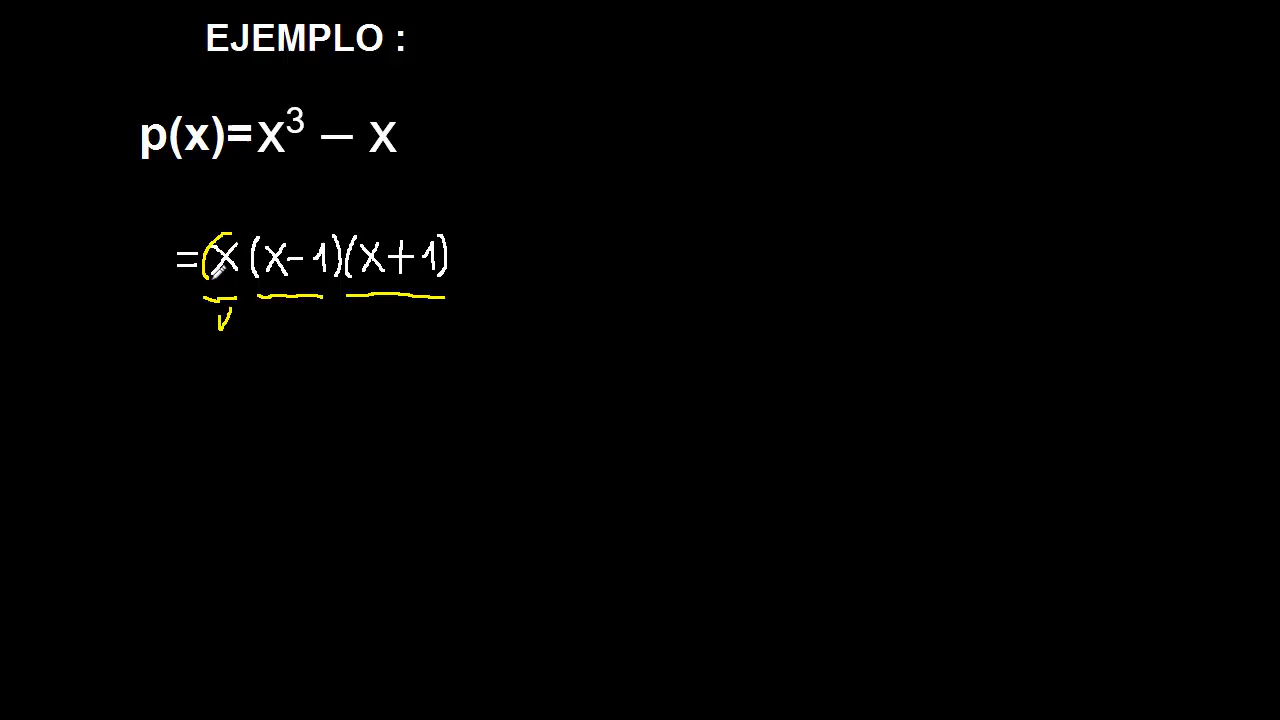 EJEMPLO :
p(x)=x³ − x
= x (x-1)(x+1)